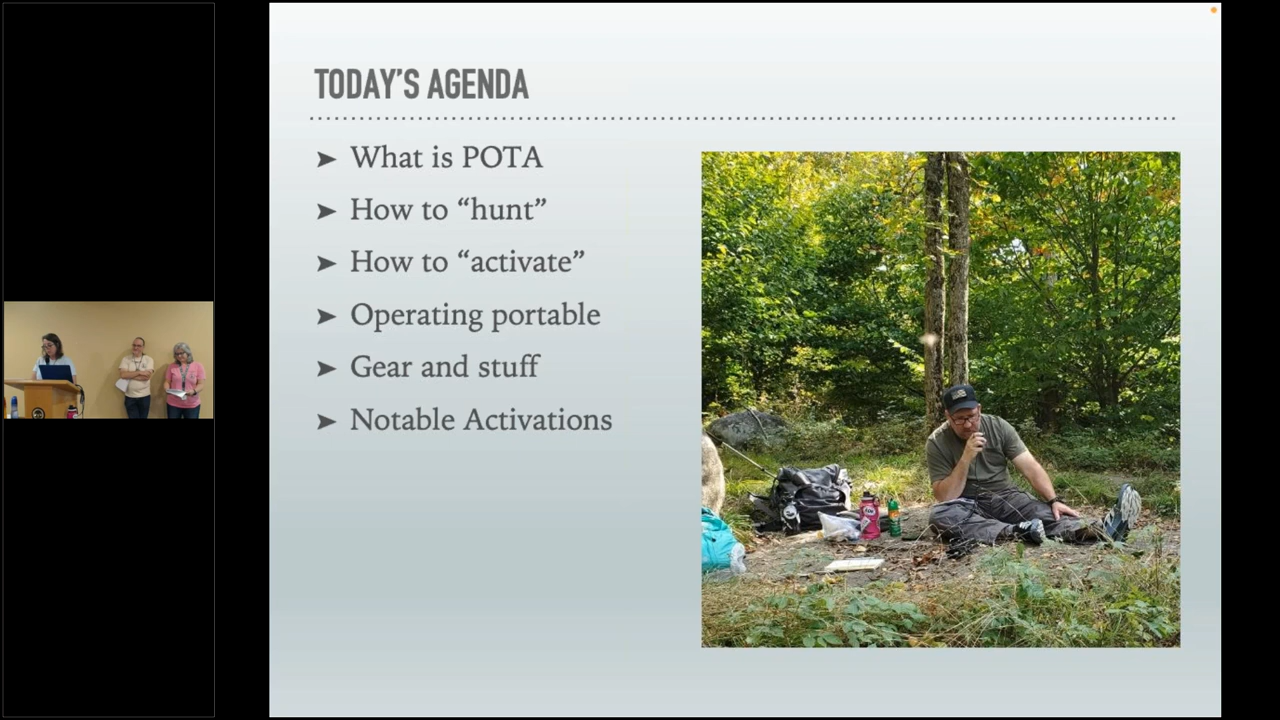 TODAY'S AGENDA
➤ What is POTA
➤ How to “hunt”
➤ How to “activate”
➤ Operating portable
➤ Gear and stuff
➤ Notable Activations